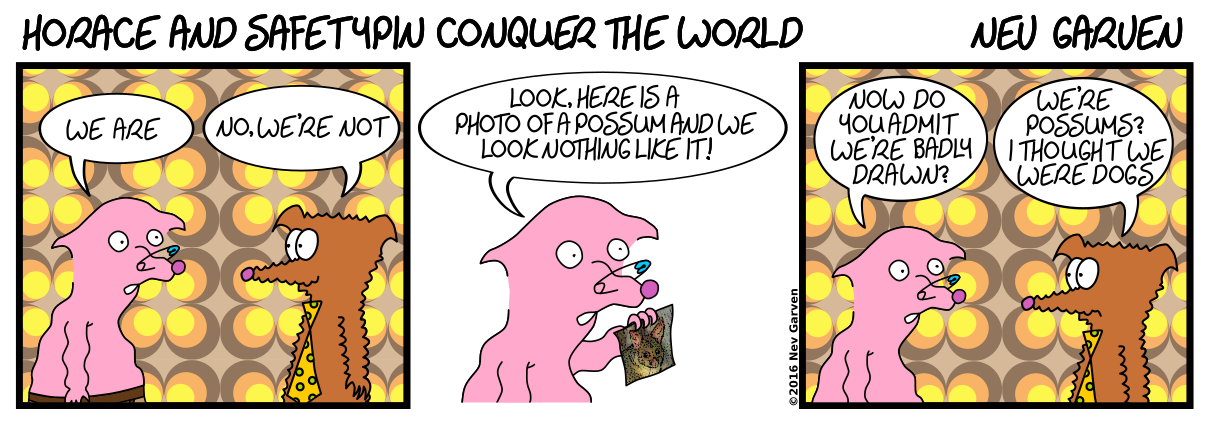 HORACE AND SAFETYPIN CONQUER THE WORLD
NEV GARVEN
WE ARE
NO, WE'RE NOT
LOOK, HERE IS A
PHOTO OF A POSSUM AND WE
LOOK NOTHING LIKE IT!
©2016 Nev Garven
NOW DO
YOU ADMIT
WE'RE BADLY
DRAWN?
WE'RE
POSSUMS?
I THOUGHT WE
WERE DOGS